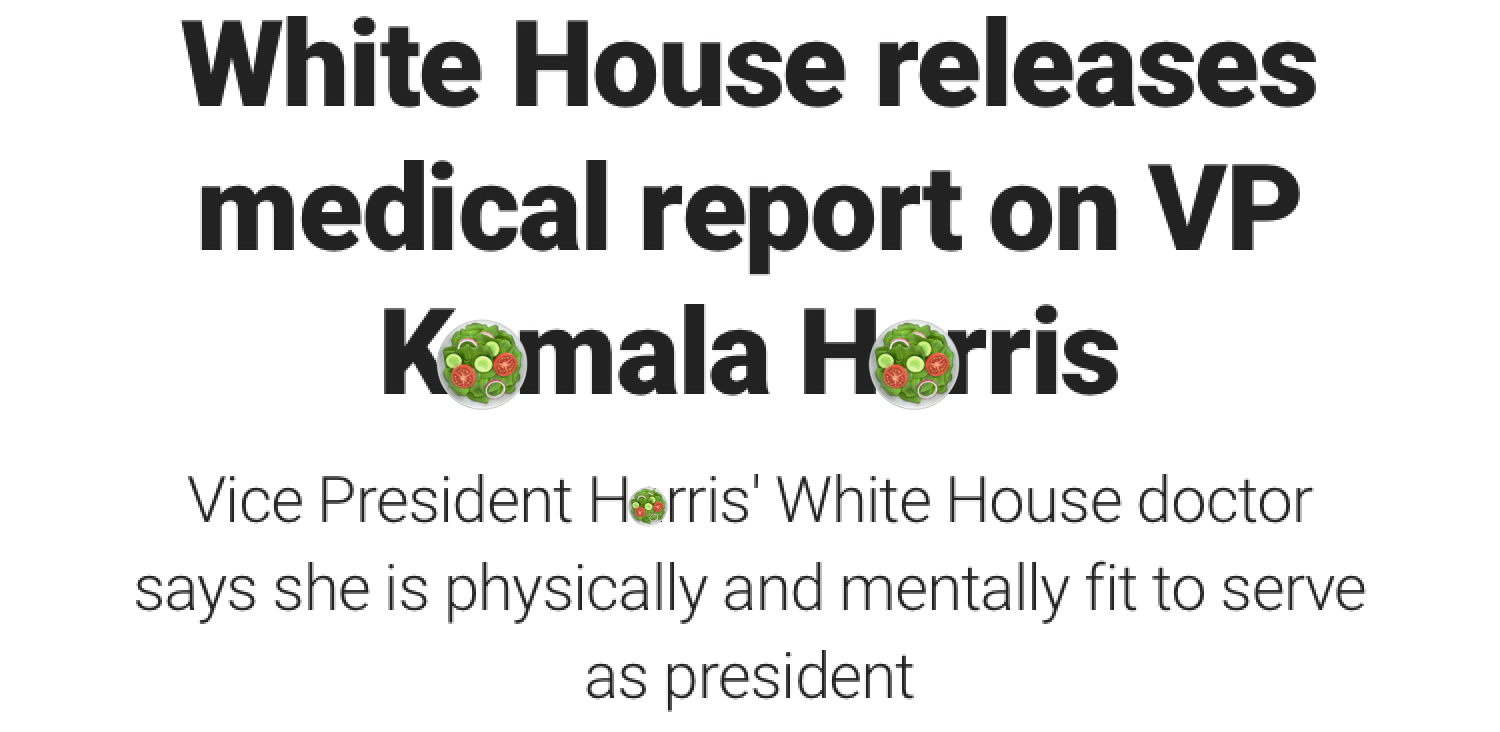 White House releases
medical report on VP
K🥗mala H🥗rris
Vice President H🥗rris' White House doctor
says she is physically and mentally fit to serve
as president